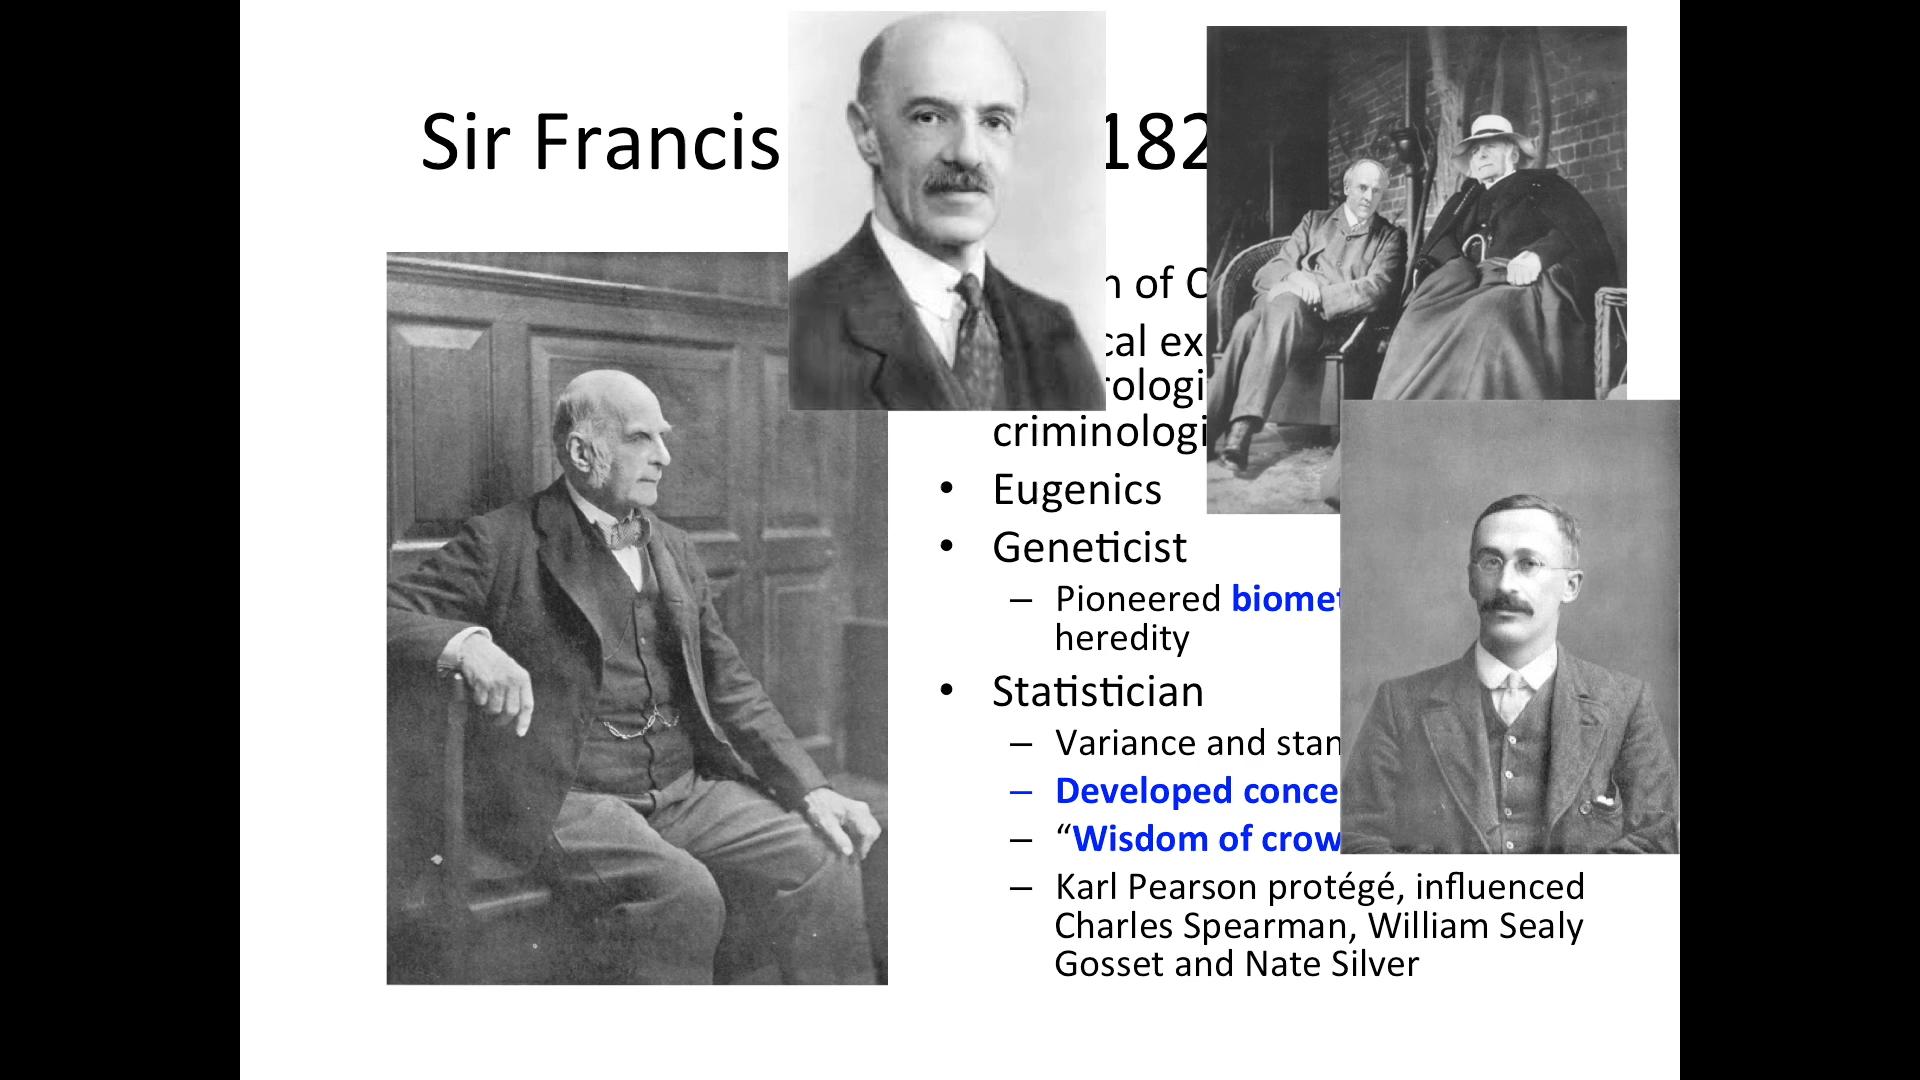 Sir Francis 182
n of C
cal ex
rologi
criminologi
• Eugenics
• Geneticist
– Pioneered biomet
heredity
• Statistician
– Variance and stan
– Developed conce
– “Wisdom of crow
– Karl Pearson protégé, influenced
Charles Spearman, William Sealy
Gosset and Nate Silver